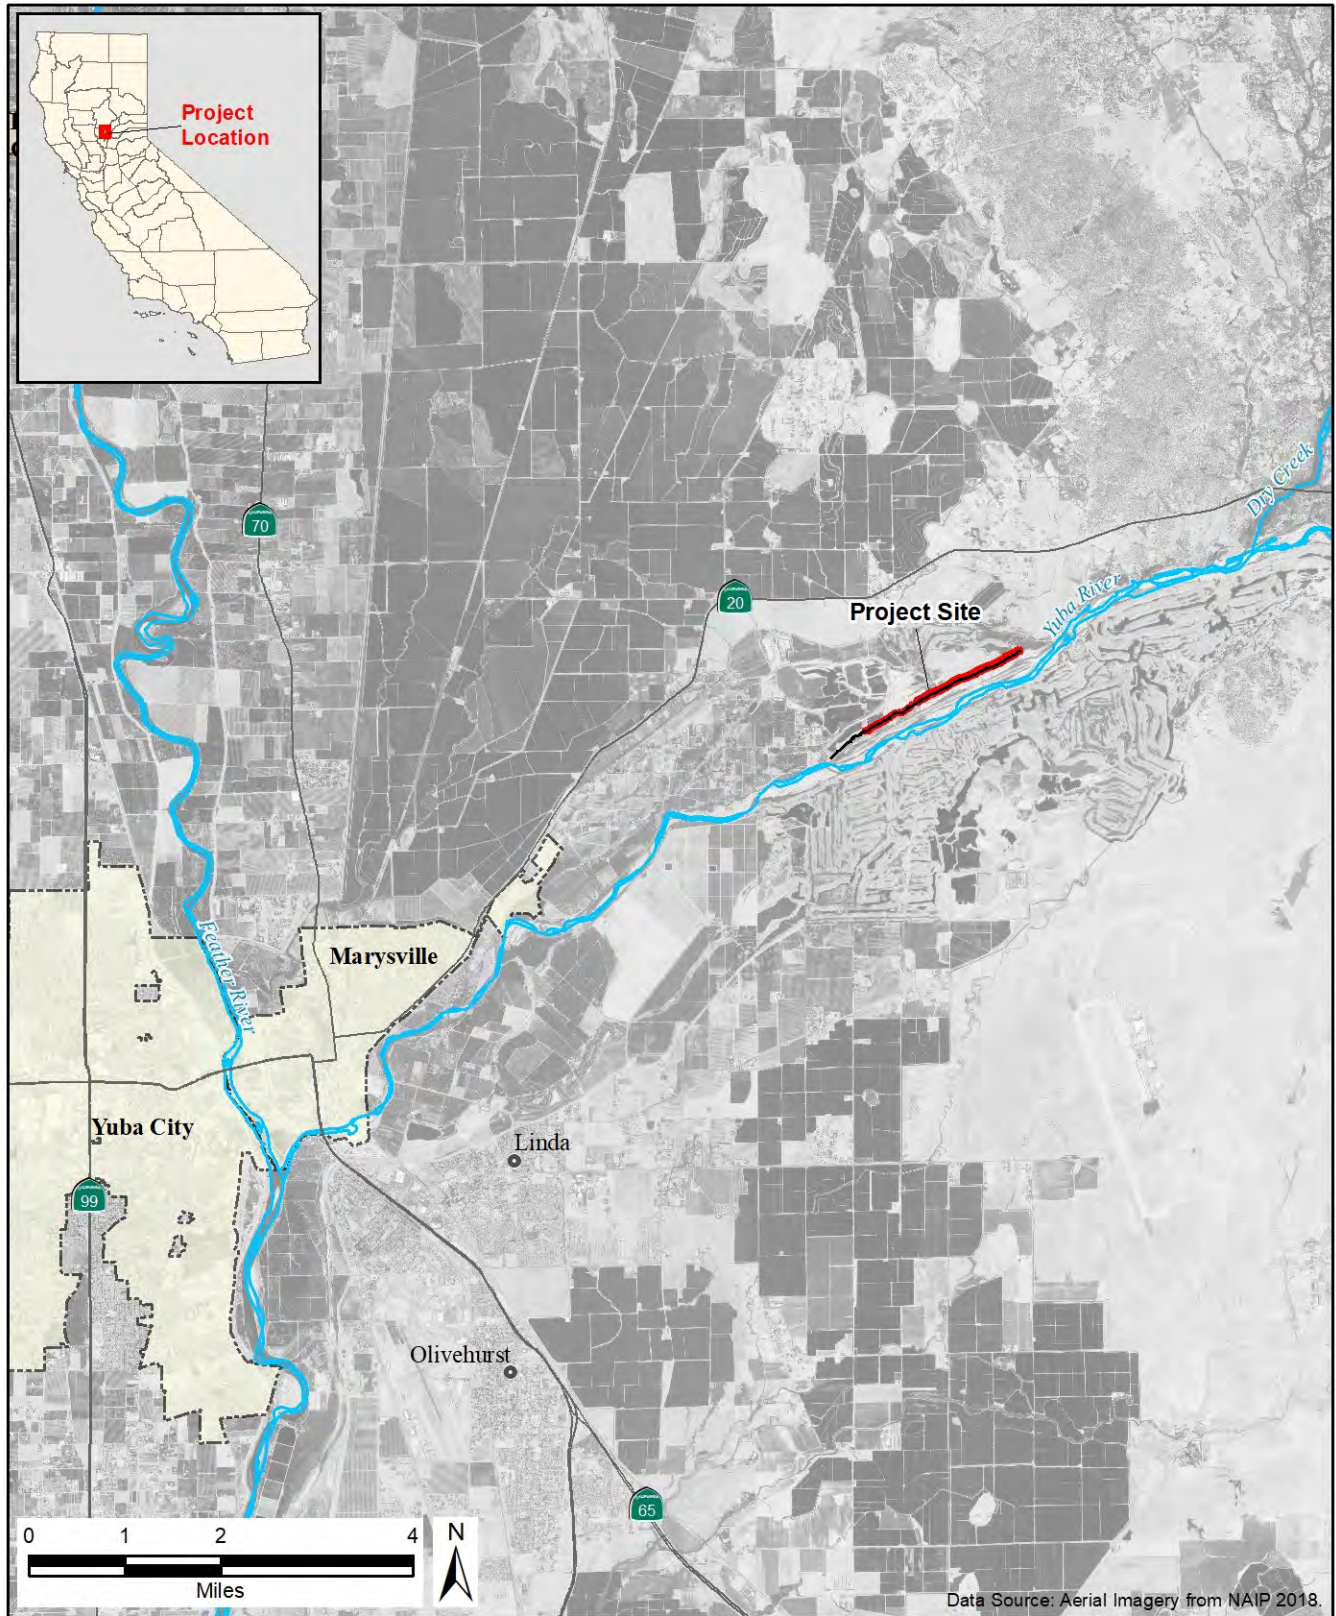 Project
Location
70
20
Dry Creek
Yuba River
Project Site
Feather River
Marysville
Yuba City
Linda
99
Olivehurst
65
0 1 2 4
Miles
N
Data Source: Aerial Imagery from NAIP 2018.